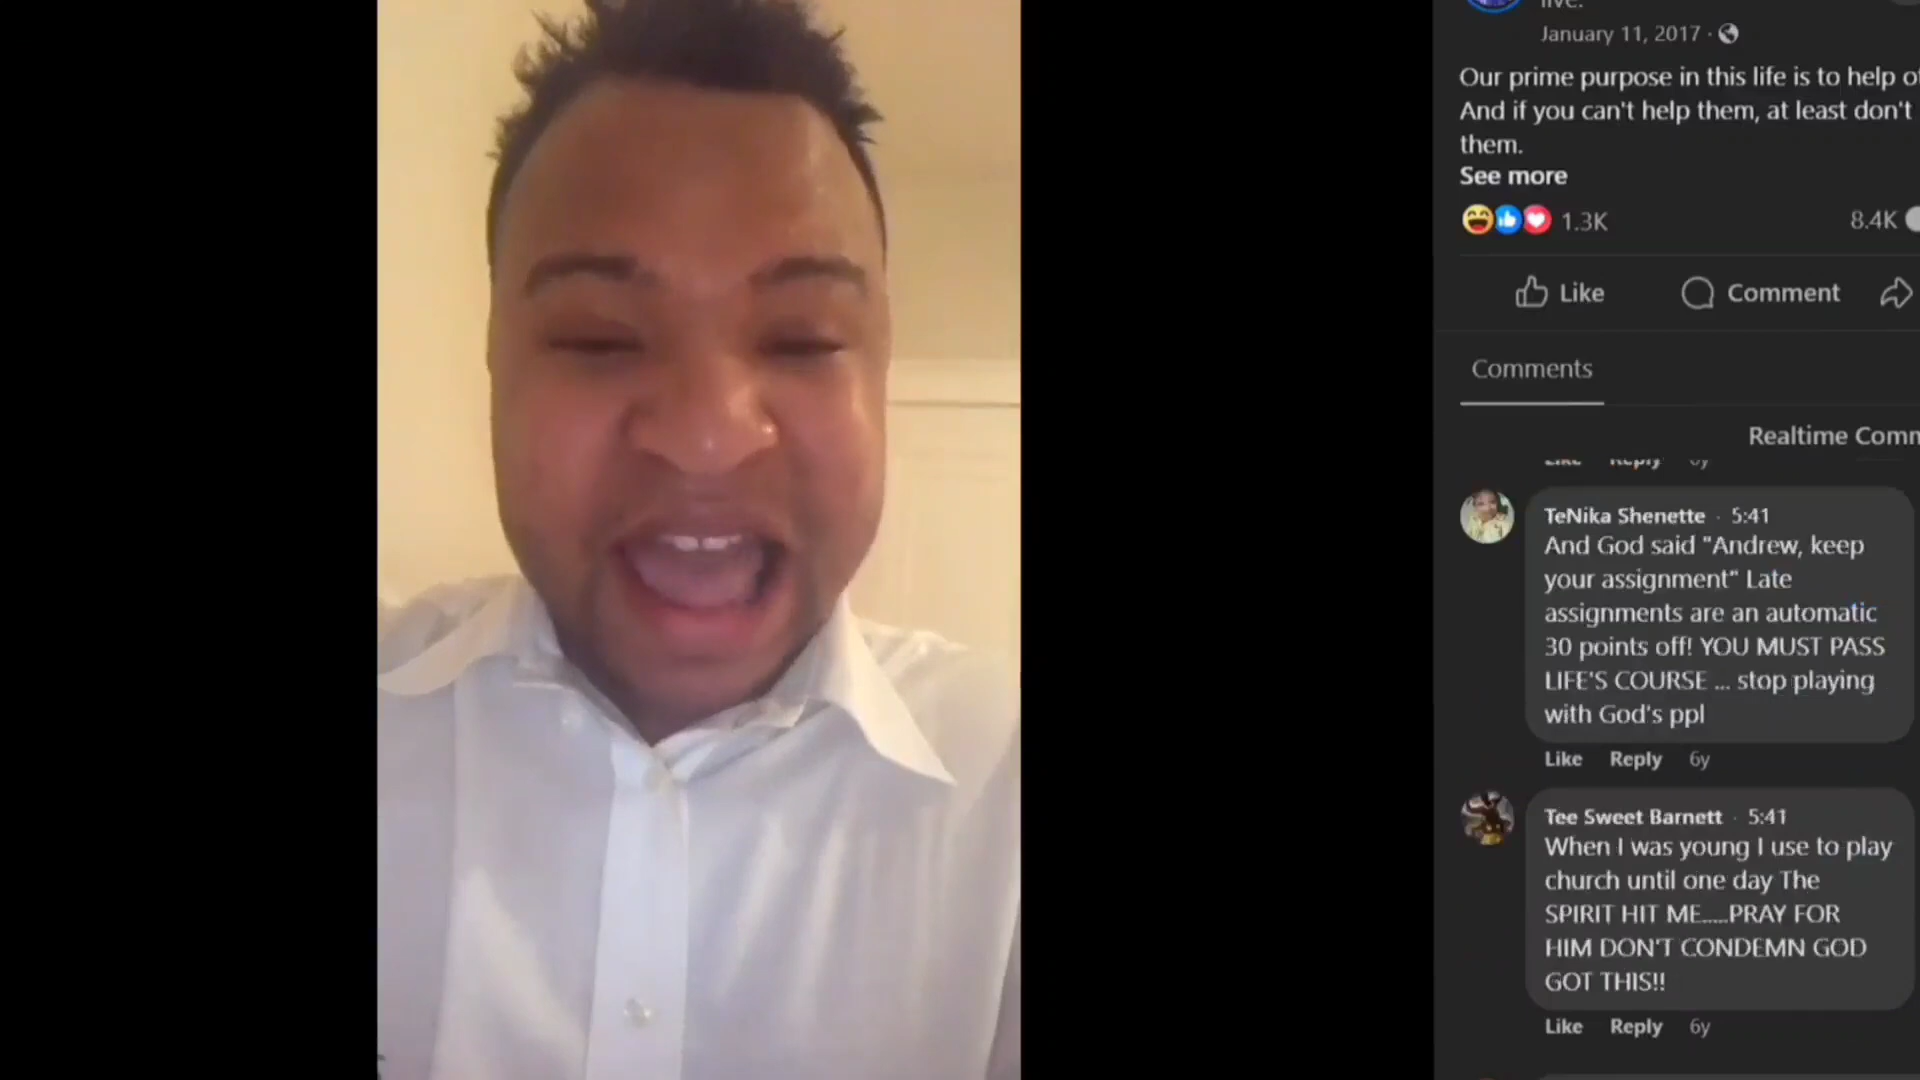 live.
January 11, 2017 ·
Our prime purpose in this life is to help
And if you can't help them, at least don't
them.
See more
1.3K
8.4K
Like
Comment
Comments
Realtime
Like Reply 6y
TeNika Shenette · 5:41
And God said "Andrew, keep
your assignment" Late
assignments are an automatic
30 points off! YOU MUST PASS
LIFE'S COURSE ... stop playing
with God's ppl
Like Reply 6y
Tee Sweet Barnett · 5:41
When I was young I use to play
church until one day The
SPIRIT HIT ME.....PRAY FOR
HIM DON'T CONDEMN GOD
GOT THIS!!
Like Reply 6y